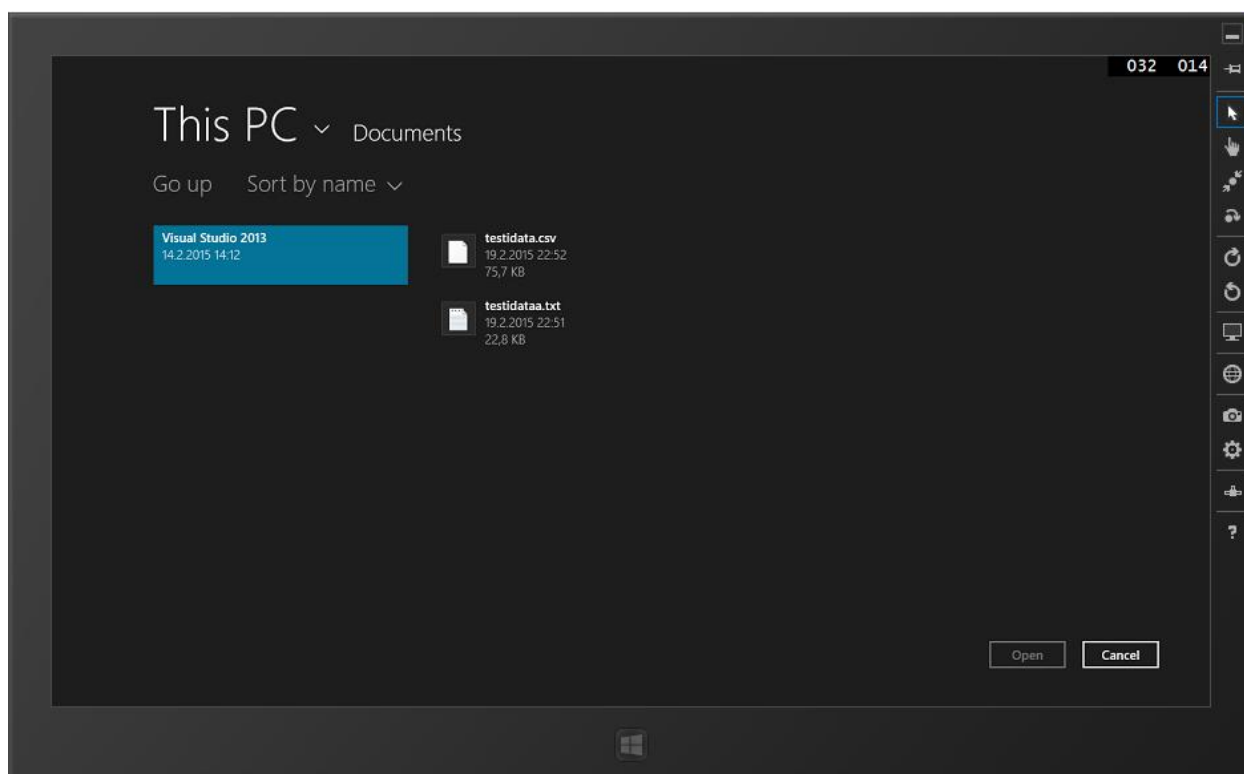 032 014
This PC Documents
Go up Sort by name
Visual Studio 2013
14.2.2015 14:12
testidata.csv
19.2.2015 22:52
75,7 KB
testidataa.txt
19.2.2015 22:51
22,8 KB
Open Cancel
?